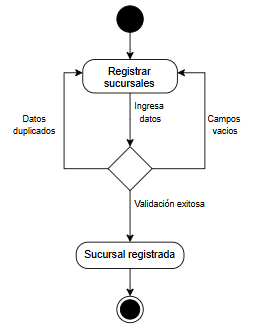 Registrar
sucursales
Ingresa
datos
Datos
duplicados
Campos
vacios
Validación exitosa
Sucursal registrada